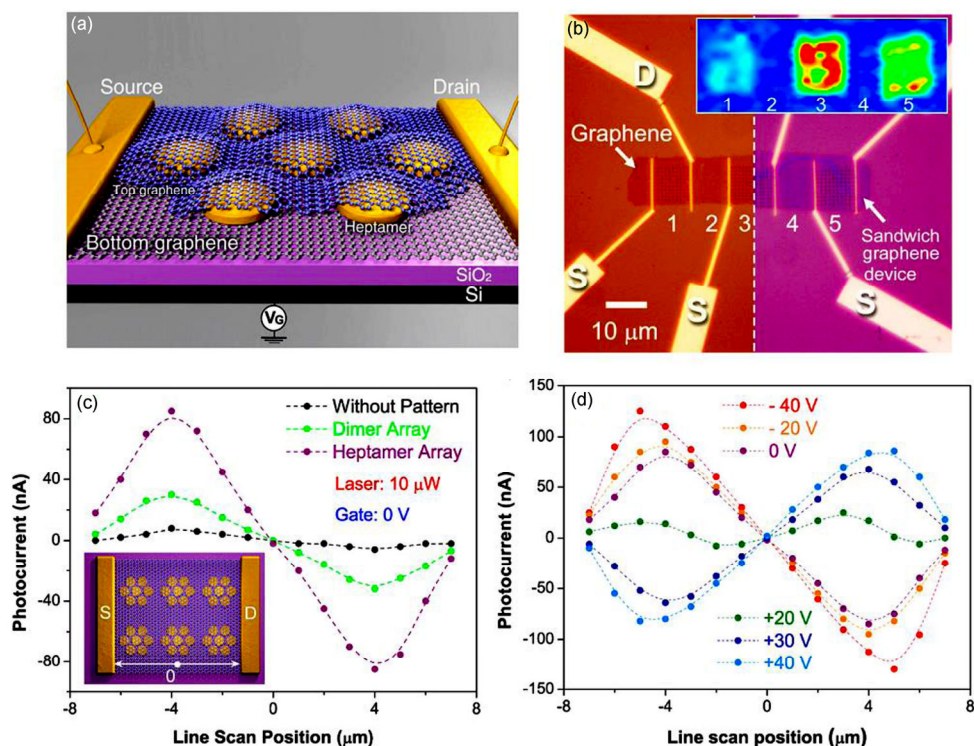 (a)
Source
Drain
Top graphene
Heptamer
Bottom graphene
SiO₂
Si
V_G
(b)
D
1 2 3 4 5
Graphene
1 2 3 4 5
Sandwich
graphene
device
S
S
S
10 μm
(c)
Photocurrent (nA)
80
40
0
-40
-80
Without Pattern
Dimer Array
Heptamer Array
Laser: 10 μW
Gate: 0 V
S
D
0
-8 -4 0 4 8
Line Scan Position (μm)
(d)
Photocurrent (nA)
150
100
50
0
-50
-100
-150
- 40 V
- 20 V
0 V
+20 V
+30 V
+40 V
-8 -4 0 4 8
Line scan position (μm)